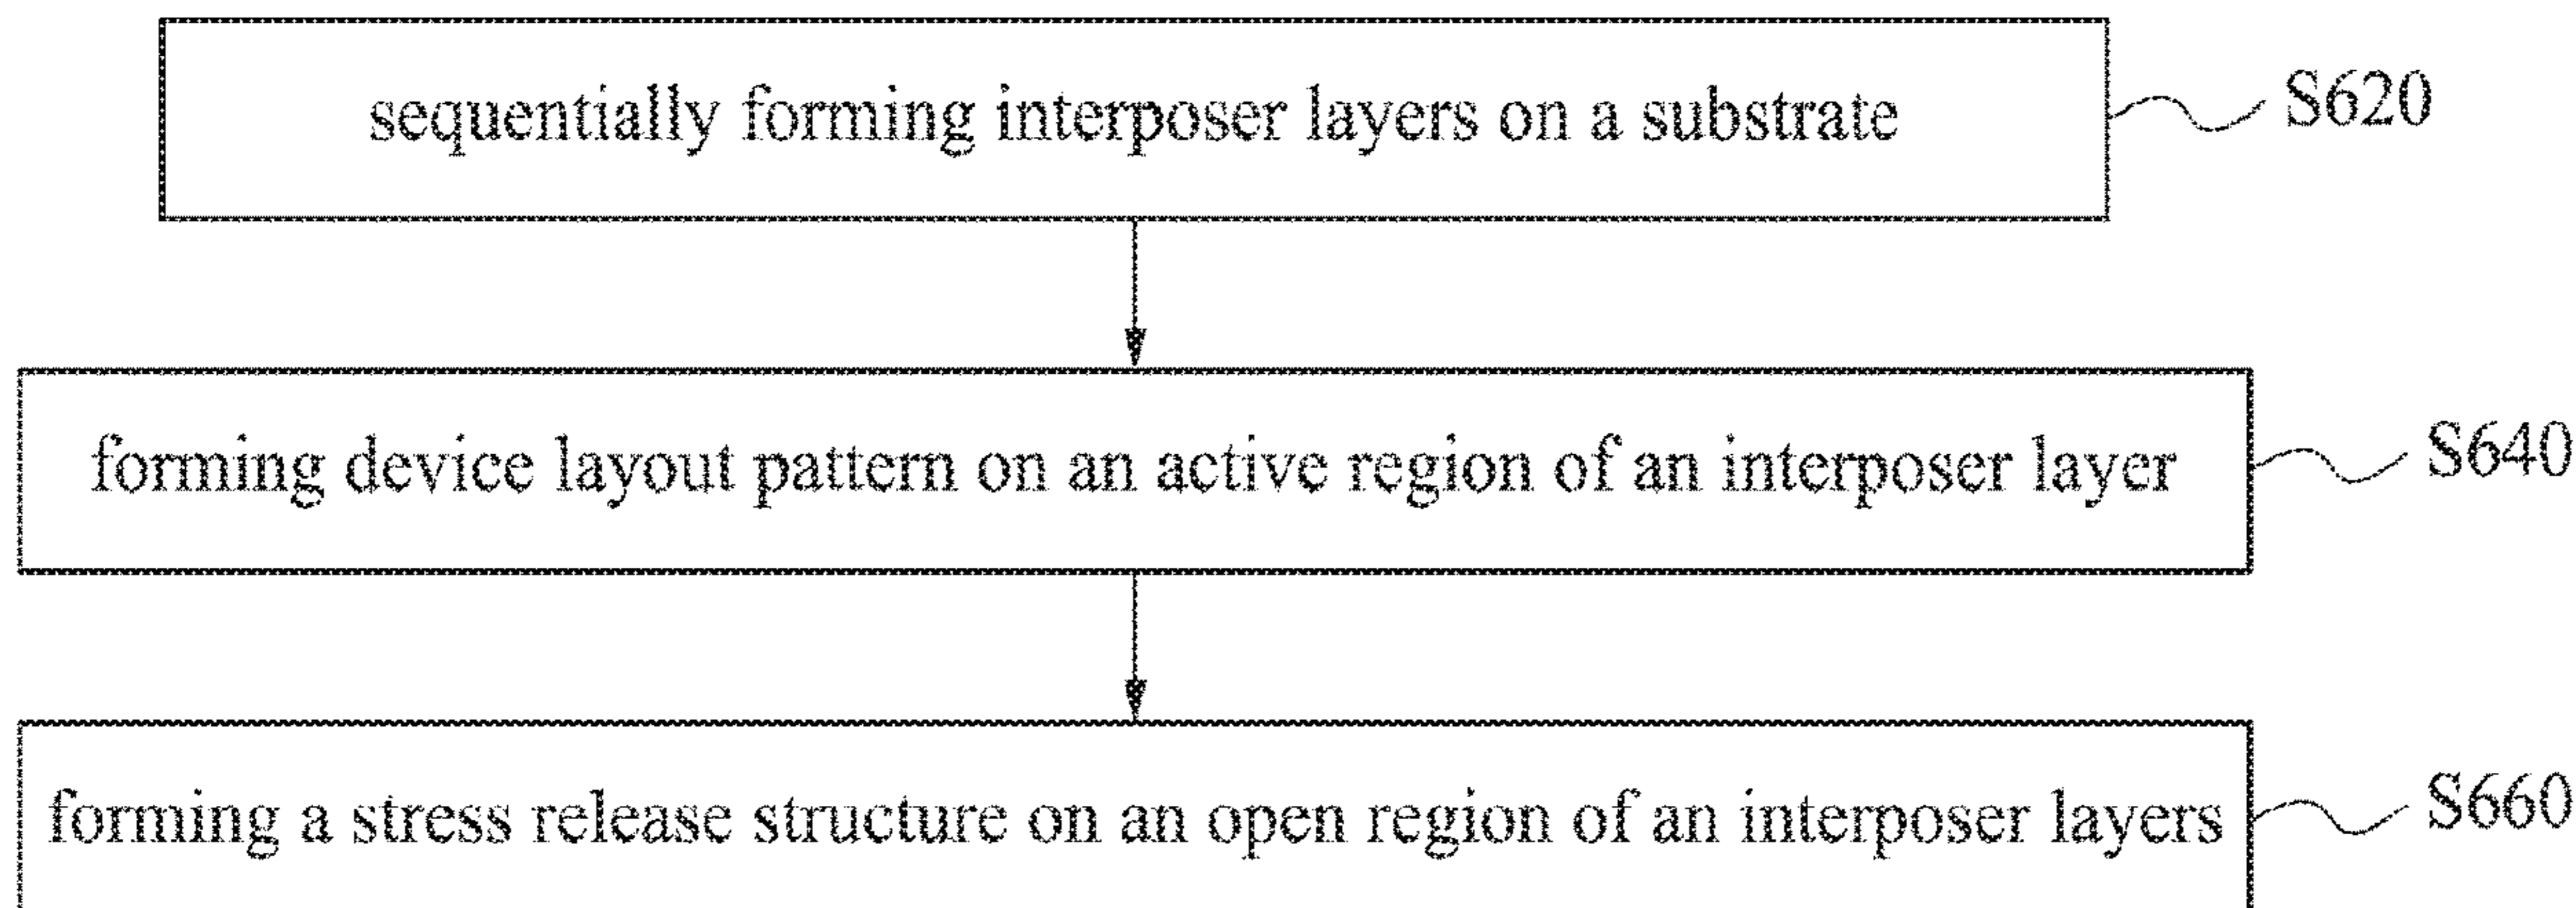 sequentially forming interposer layers on a substrate S620
forming device layout pattern on an active region of an interposer layer S640
forming a stress release structure on an open region of an interposer layers S660